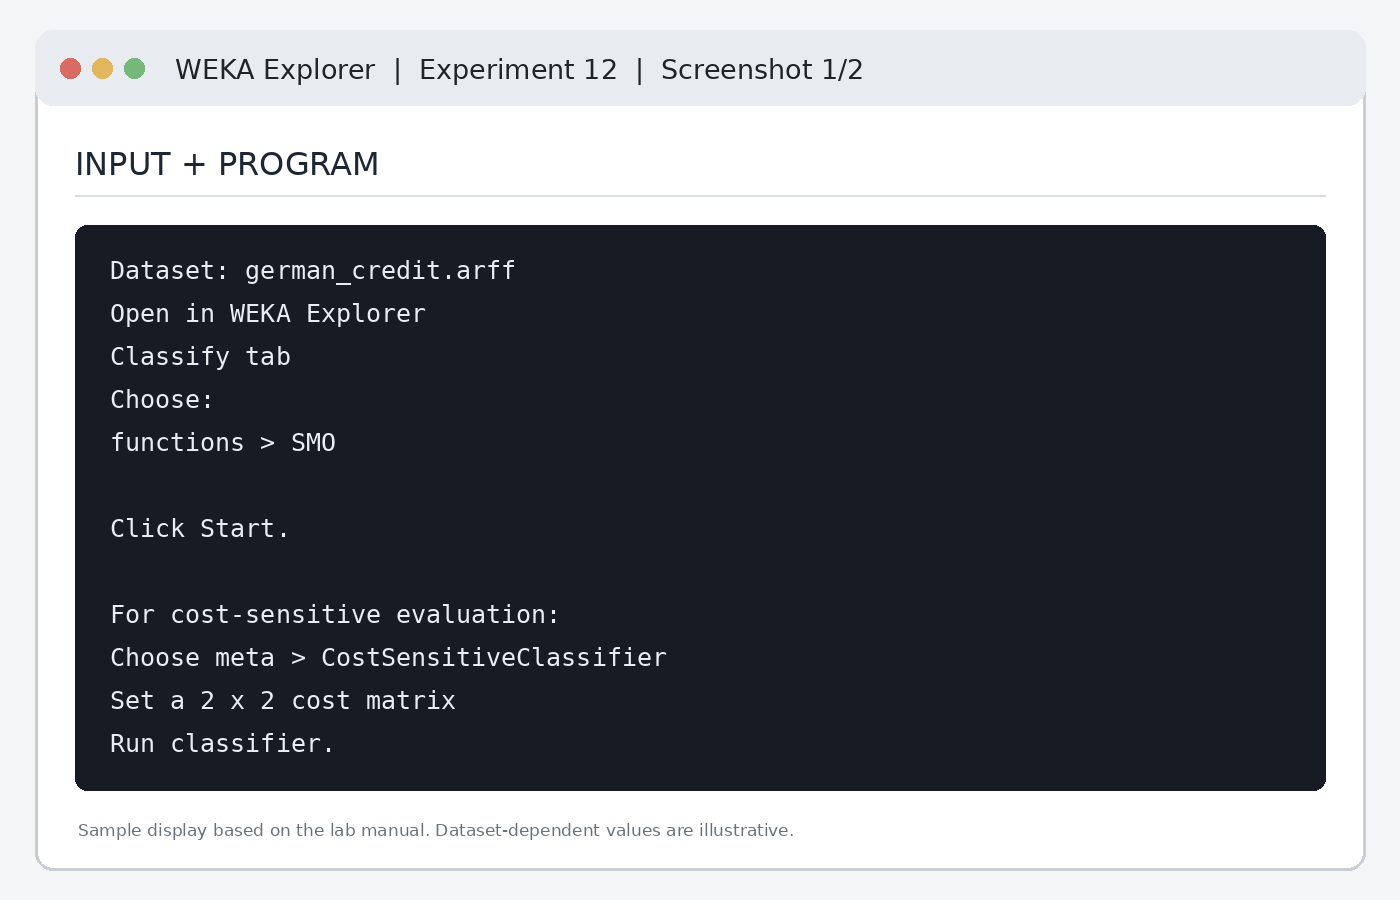 WEKA Explorer | Experiment 12 | Screenshot 1/2
INPUT + PROGRAM
Dataset: german_credit.arff
Open in WEKA Explorer
Classify tab
Choose:
functions > SMO
Click Start.
For cost-sensitive evaluation:
Choose meta > CostSensitiveClassifier
Set a 2 x 2 cost matrix
Run classifier.
Sample display based on the lab manual. Dataset-dependent values are illustrative.